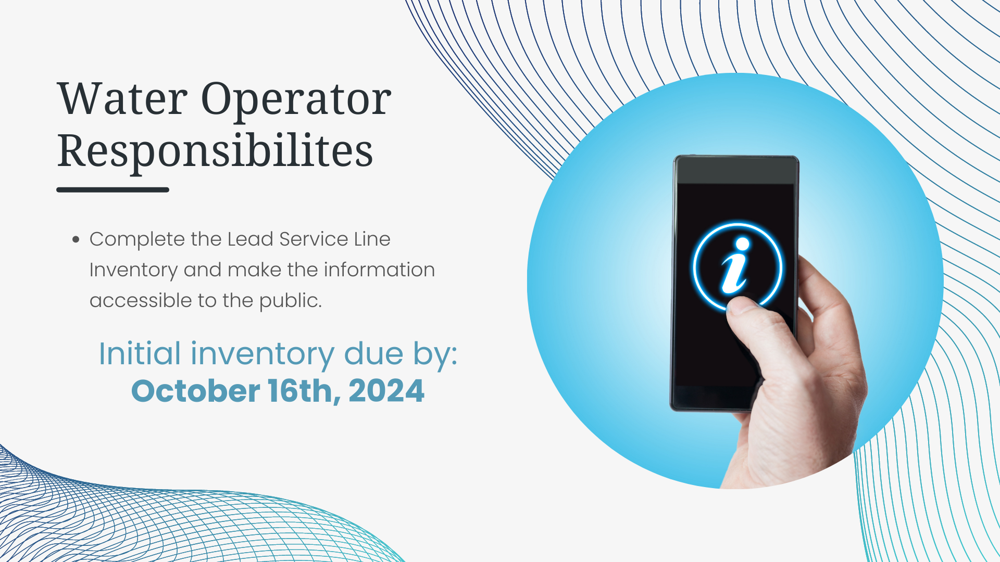 Water Operator
Responsibilites
• Complete the Lead Service Line
Inventory and make the information
accessible to the public.
Initial inventory due by:
October 16th, 2024
i